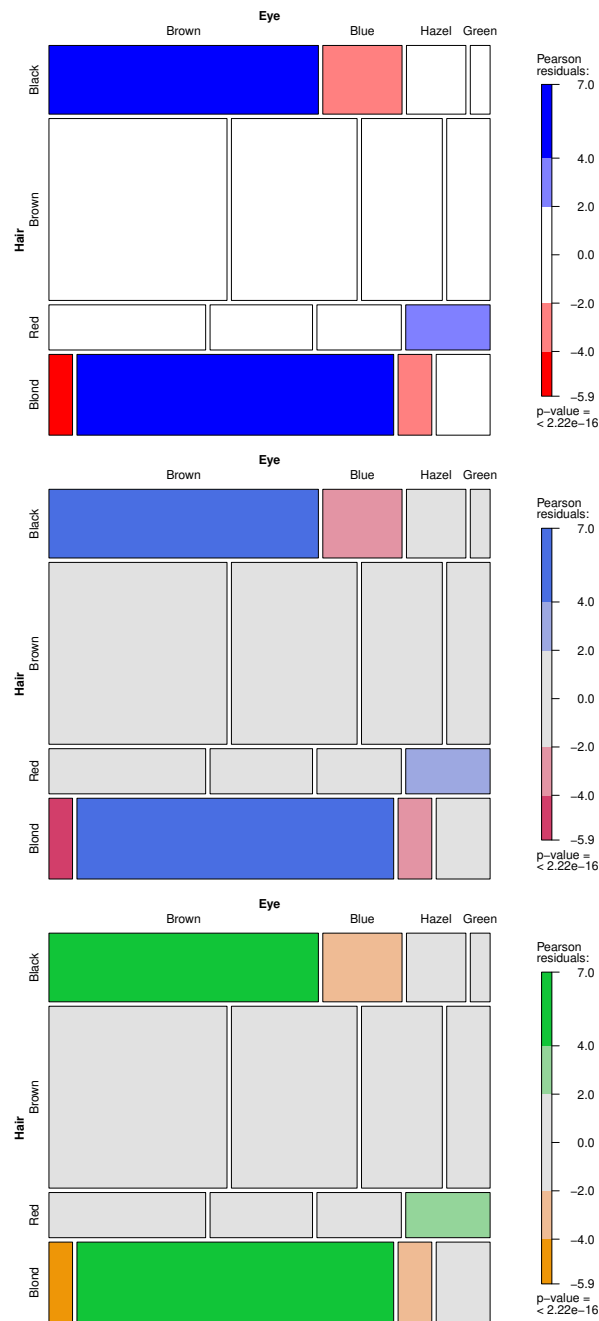 Eye
Brown Blue Hazel Green
Hair
Black
Brown
Red
Blond
Pearson
residuals:
7.0
4.0
2.0
0.0
−2.0
−4.0
−5.9
p−value =
< 2.22e−16
Eye
Brown Blue Hazel Green
Hair
Black
Brown
Red
Blond
Pearson
residuals:
7.0
4.0
2.0
0.0
−2.0
−4.0
−5.9
p−value =
< 2.22e−16
Eye
Brown Blue Hazel Green
Hair
Black
Brown
Red
Blond
Pearson
residuals:
7.0
4.0
2.0
0.0
−2.0
−4.0
−5.9
p−value =
< 2.22e−16